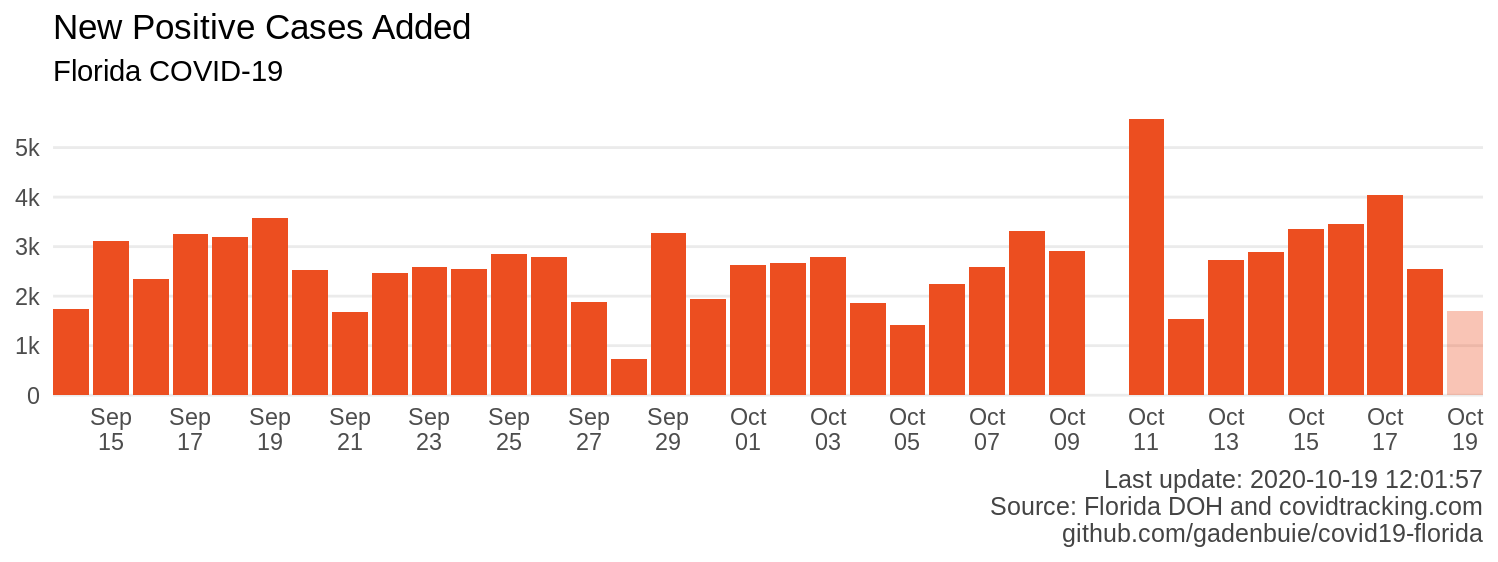 New Positive Cases Added
Florida COVID-19
5k
4k
3k
2k
1k
0
Sep Sep Sep Sep Sep Sep Sep Sep Oct Oct Oct Oct Oct Oct Oct Oct Oct Oct
15 17 19 21 23 25 27 29 01 03 05 07 09 11 13 15 17 19
Last update: 2020-10-19 12:01:57
Source: Florida DOH and covidtracking.com
github.com/gadenbuie/covid19-florida